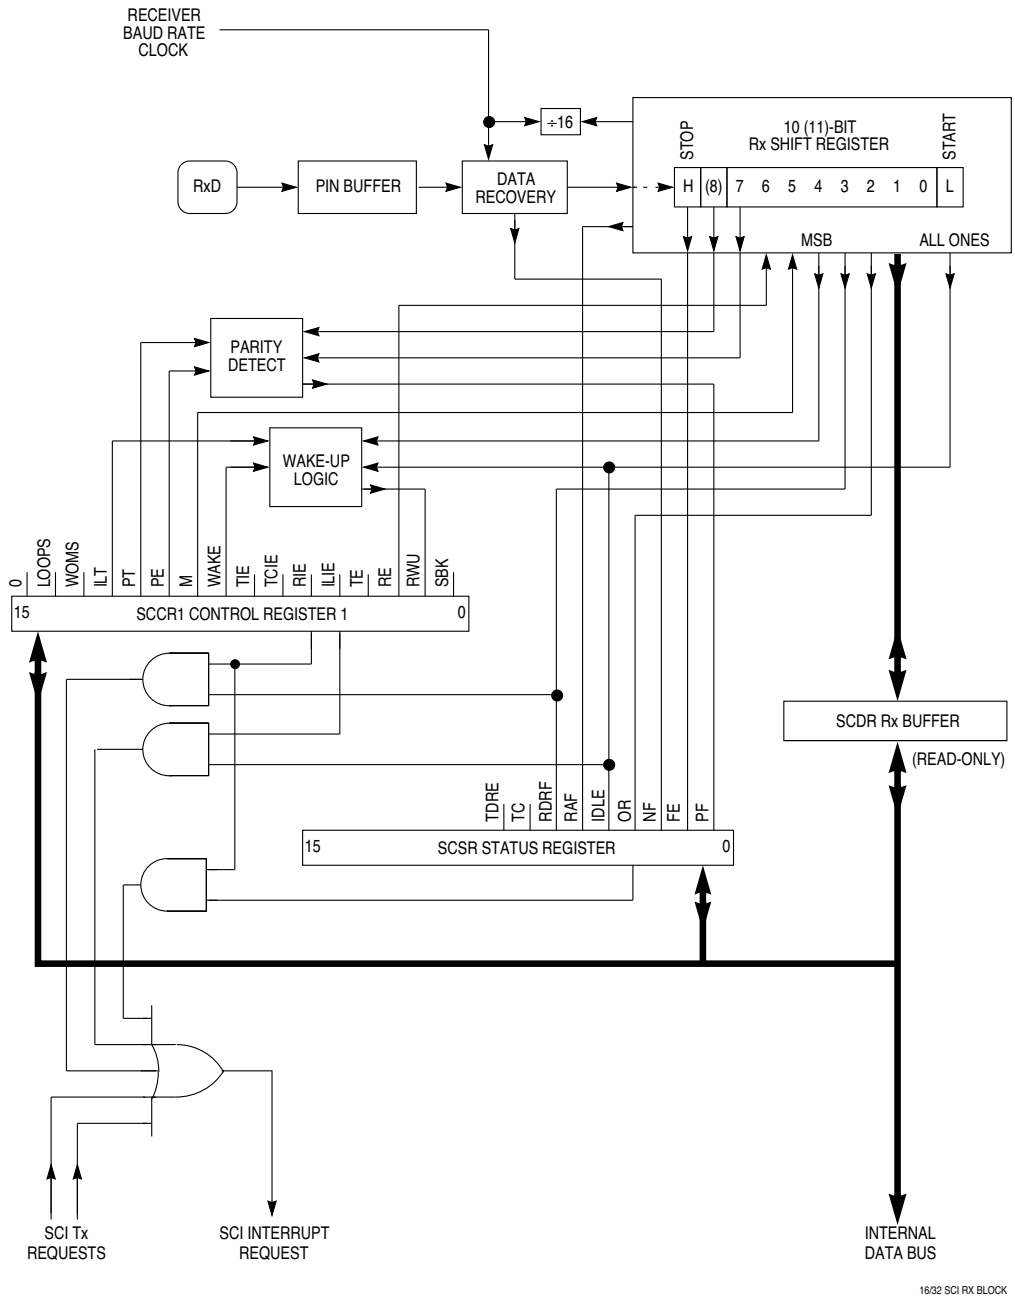 RECEIVER
BAUD RATE
CLOCK
÷16
STOP
10 (11)-BIT
Rx SHIFT REGISTER
START
RxD
PIN BUFFER
DATA
RECOVERY
H (8) 7 6 5 4 3 2 1 0 L
MSB
ALL ONES
PARITY
DETECT
WAKE-UP
LOGIC
0
LOOPS
WOMS
ILT
PT
PE
M
WAKE
TIE
TCIE
RIE
ILIE
TE
RE
RWU
SBK
15 SCCR1 CONTROL REGISTER 1 0
SCDR Rx BUFFER
(READ-ONLY)
TDRE
TC
RDRF
RAF
IDLE
OR
NF
FE
PF
15 SCSR STATUS REGISTER 0
SCI Tx
REQUESTS
SCI INTERRUPT
REQUEST
INTERNAL
DATA BUS
16/32 SCI RX BLOCK